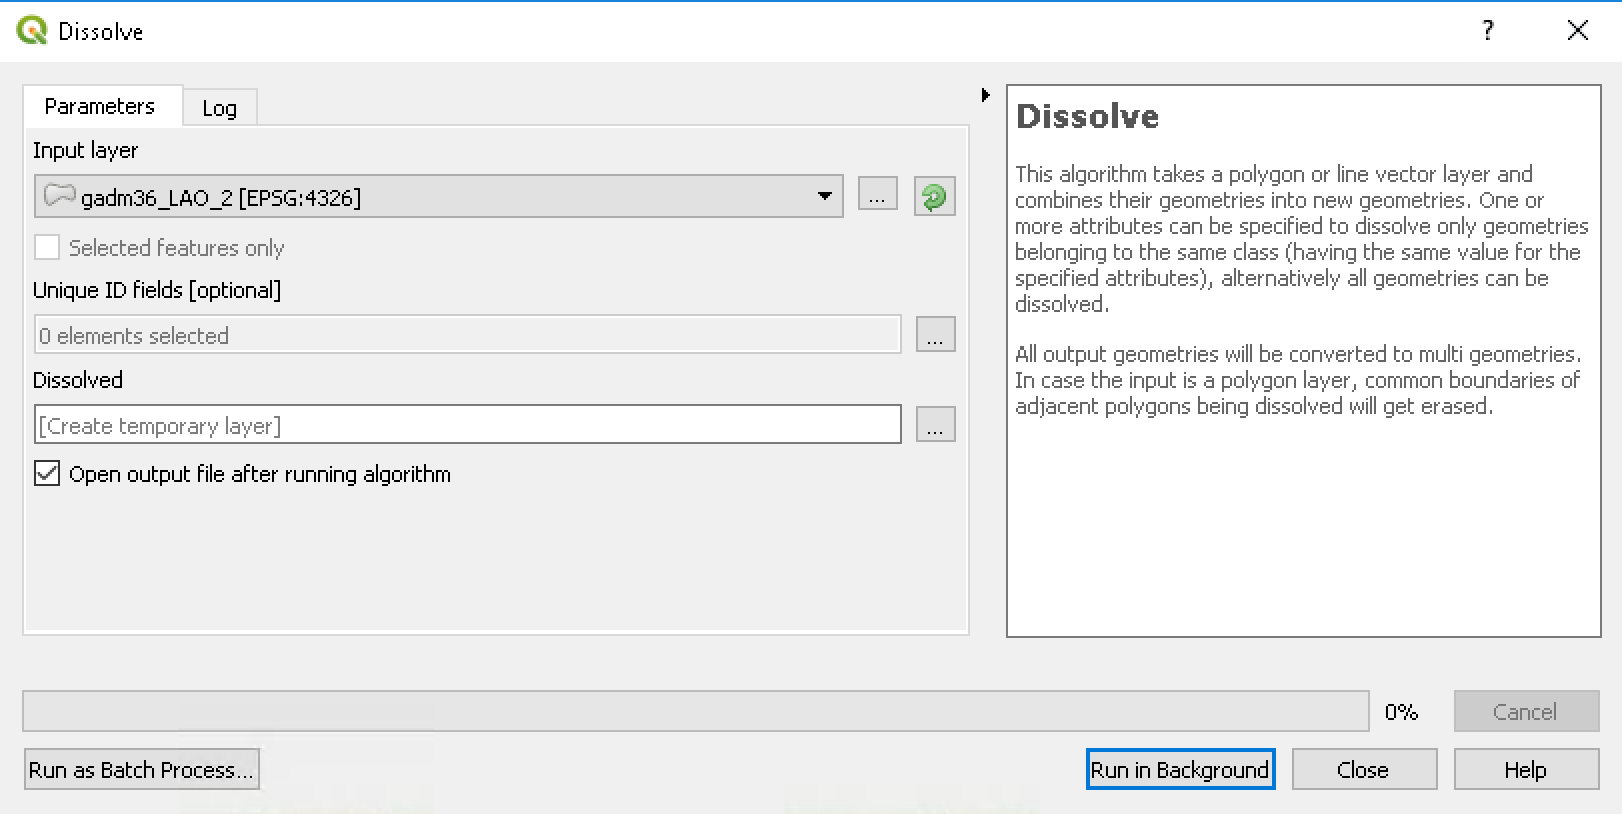 Dissolve
?
Parameters
Log
Input layer
gadm36_LAO_2 [EPSG:4326]
...
Selected features only
Unique ID fields [optional]
0 elements selected
...
Dissolved
[Create temporary layer]
...
Open output file after running algorithm
Dissolve
This algorithm takes a polygon or line vector layer and
combines their geometries into new geometries. One or
more attributes can be specified to dissolve only geometries
belonging to the same class (having the same value for the
specified attributes), alternatively all geometries can be
dissolved.
All output geometries will be converted to multi geometries.
In case the input is a polygon layer, common boundaries of
adjacent polygons being dissolved will get erased.
0%
Cancel
Run as Batch Process...
Run in Background
Close
Help